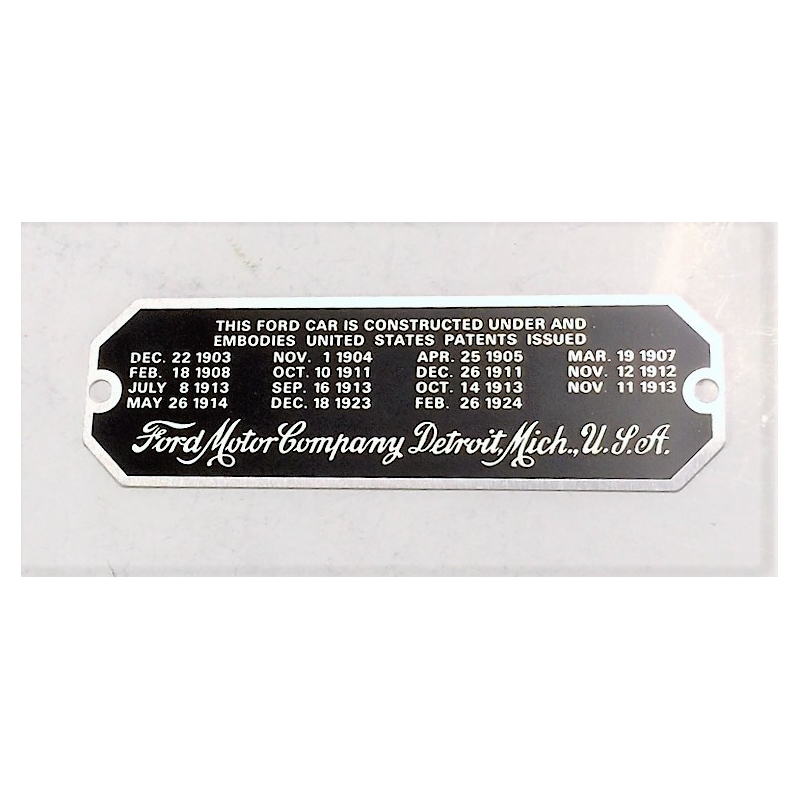 THIS FORD CAR IS CONSTRUCTED UNDER AND
EMBODIES UNITED STATES PATENTS ISSUED
DEC. 22 1903 NOV. 1 1904 APR. 25 1905 MAR. 19 1907
FEB. 18 1908 OCT. 10 1911 DEC. 26 1911 NOV. 12 1912
JULY 8 1913 SEP. 16 1913 OCT. 14 1913 NOV. 11 1913
MAY 26 1914 DEC. 18 1923 FEB. 26 1924
Ford Motor Company Detroit, Mich., U.S.A.